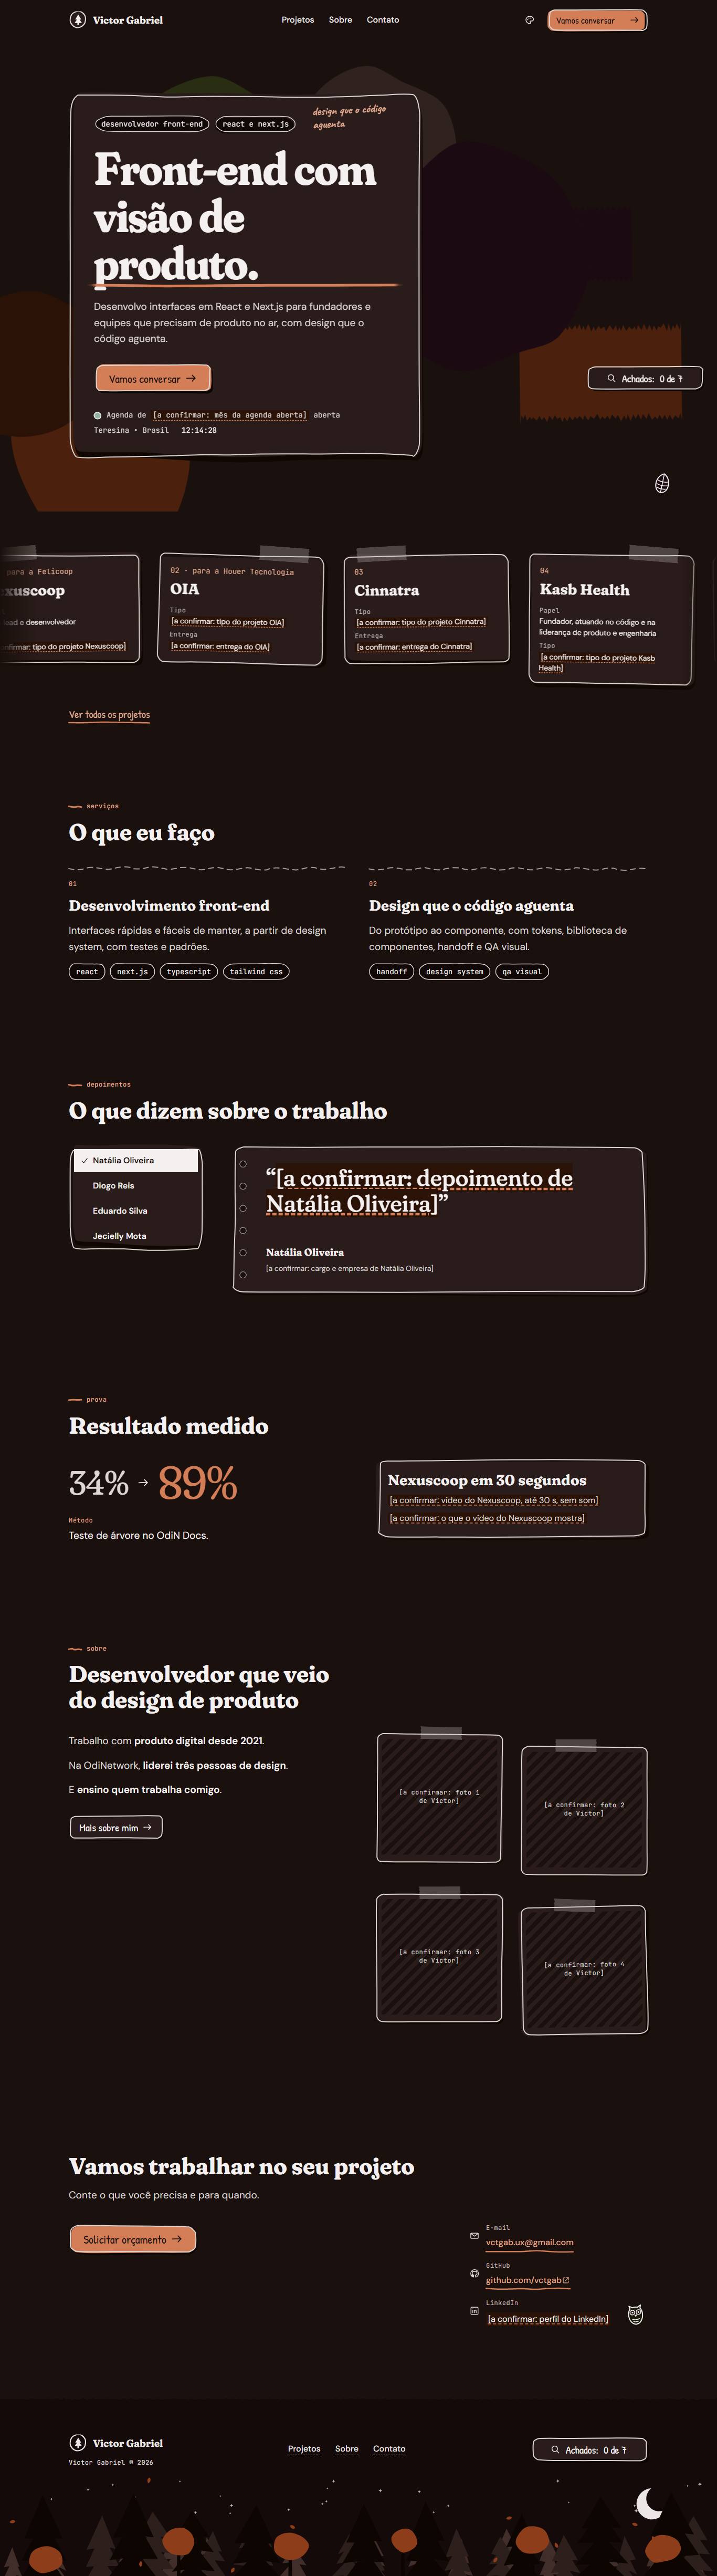 Victor Gabriel
Projetos
Sobre
Contato
Vamos conversar →
desenvolvedor front-end
react e next.js
design que o código
aguenta
Front-end com
visão de
produto.
Desenvolvo interfaces em React e Next.js para fundadores e
equipes que precisam de produto no ar, com design que o
código aguenta.
Vamos conversar →
Agenda de [a confirmar: mês da agenda aberta] aberta
Teresina • Brasil 12:14:28
Achados: 0 de 7
para a Felicoop
xuscoop
e desenvolvedor
tipo do projeto Nexuscoop]
02 · para a Houer Tecnologia
OIA
Tipo
[a confirmar: tipo do projeto OIA]
Entrega
[a confirmar: entrega do OIA]
03
Cinnatra
Tipo
[a confirmar: tipo do projeto Cinnatra]
Entrega
[a confirmar: entrega do Cinnatra]
04
Kasb Health
Papel
Fundador, atuando no código e na
liderança de produto e engenharia
Tipo
[a confirmar: tipo do projeto Kasb
Health]
Ver todos os projetos
serviços
O que eu faço
01
Desenvolvimento front-end
Interfaces rápidas e fáceis de manter, a partir de design
system, com testes e padrões.
react
next.js
typescript
tailwind css
02
Design que o código aguenta
Do protótipo ao componente, com tokens, biblioteca de
componentes, handoff e QA visual.
handoff
design system
qa visual
depoimentos
O que dizem sobre o trabalho
Natália Oliveira
Diogo Reis
Eduardo Silva
Jecielly Mota
“[a confirmar: depoimento de
Natália Oliveira]”
Natália Oliveira
[a confirmar: cargo e empresa de Natália Oliveira]
prova
Resultado medido
34% → 89%
Método
Teste de árvore no OdiN Docs.
Nexuscoop em 30 segundos
[a confirmar: vídeo do Nexuscoop, até 30 s, sem som]
[a confirmar: o que o vídeo do Nexuscoop mostra]
sobre
Desenvolvedor que veio
do design de produto
Trabalho com produto digital desde 2021.
Na OdiNetwork, liderei três pessoas de design.
E ensino quem trabalha comigo.
Mais sobre mim →
[a confirmar: foto 1
de Victor]
[a confirmar: foto 2
de Victor]
[a confirmar: foto 3
de Victor]
[a confirmar: foto 4
de Victor]
Vamos trabalhar no seu projeto
Conte o que você precisa e para quando.
Solicitar orçamento →
E-mail
vctgab.ux@gmail.com
GitHub
github.com/vctgab
LinkedIn
[a confirmar: perfil do LinkedIn]
Victor Gabriel
Victor Gabriel © 2026
Projetos
Sobre
Contato
Achados: 0 de 7